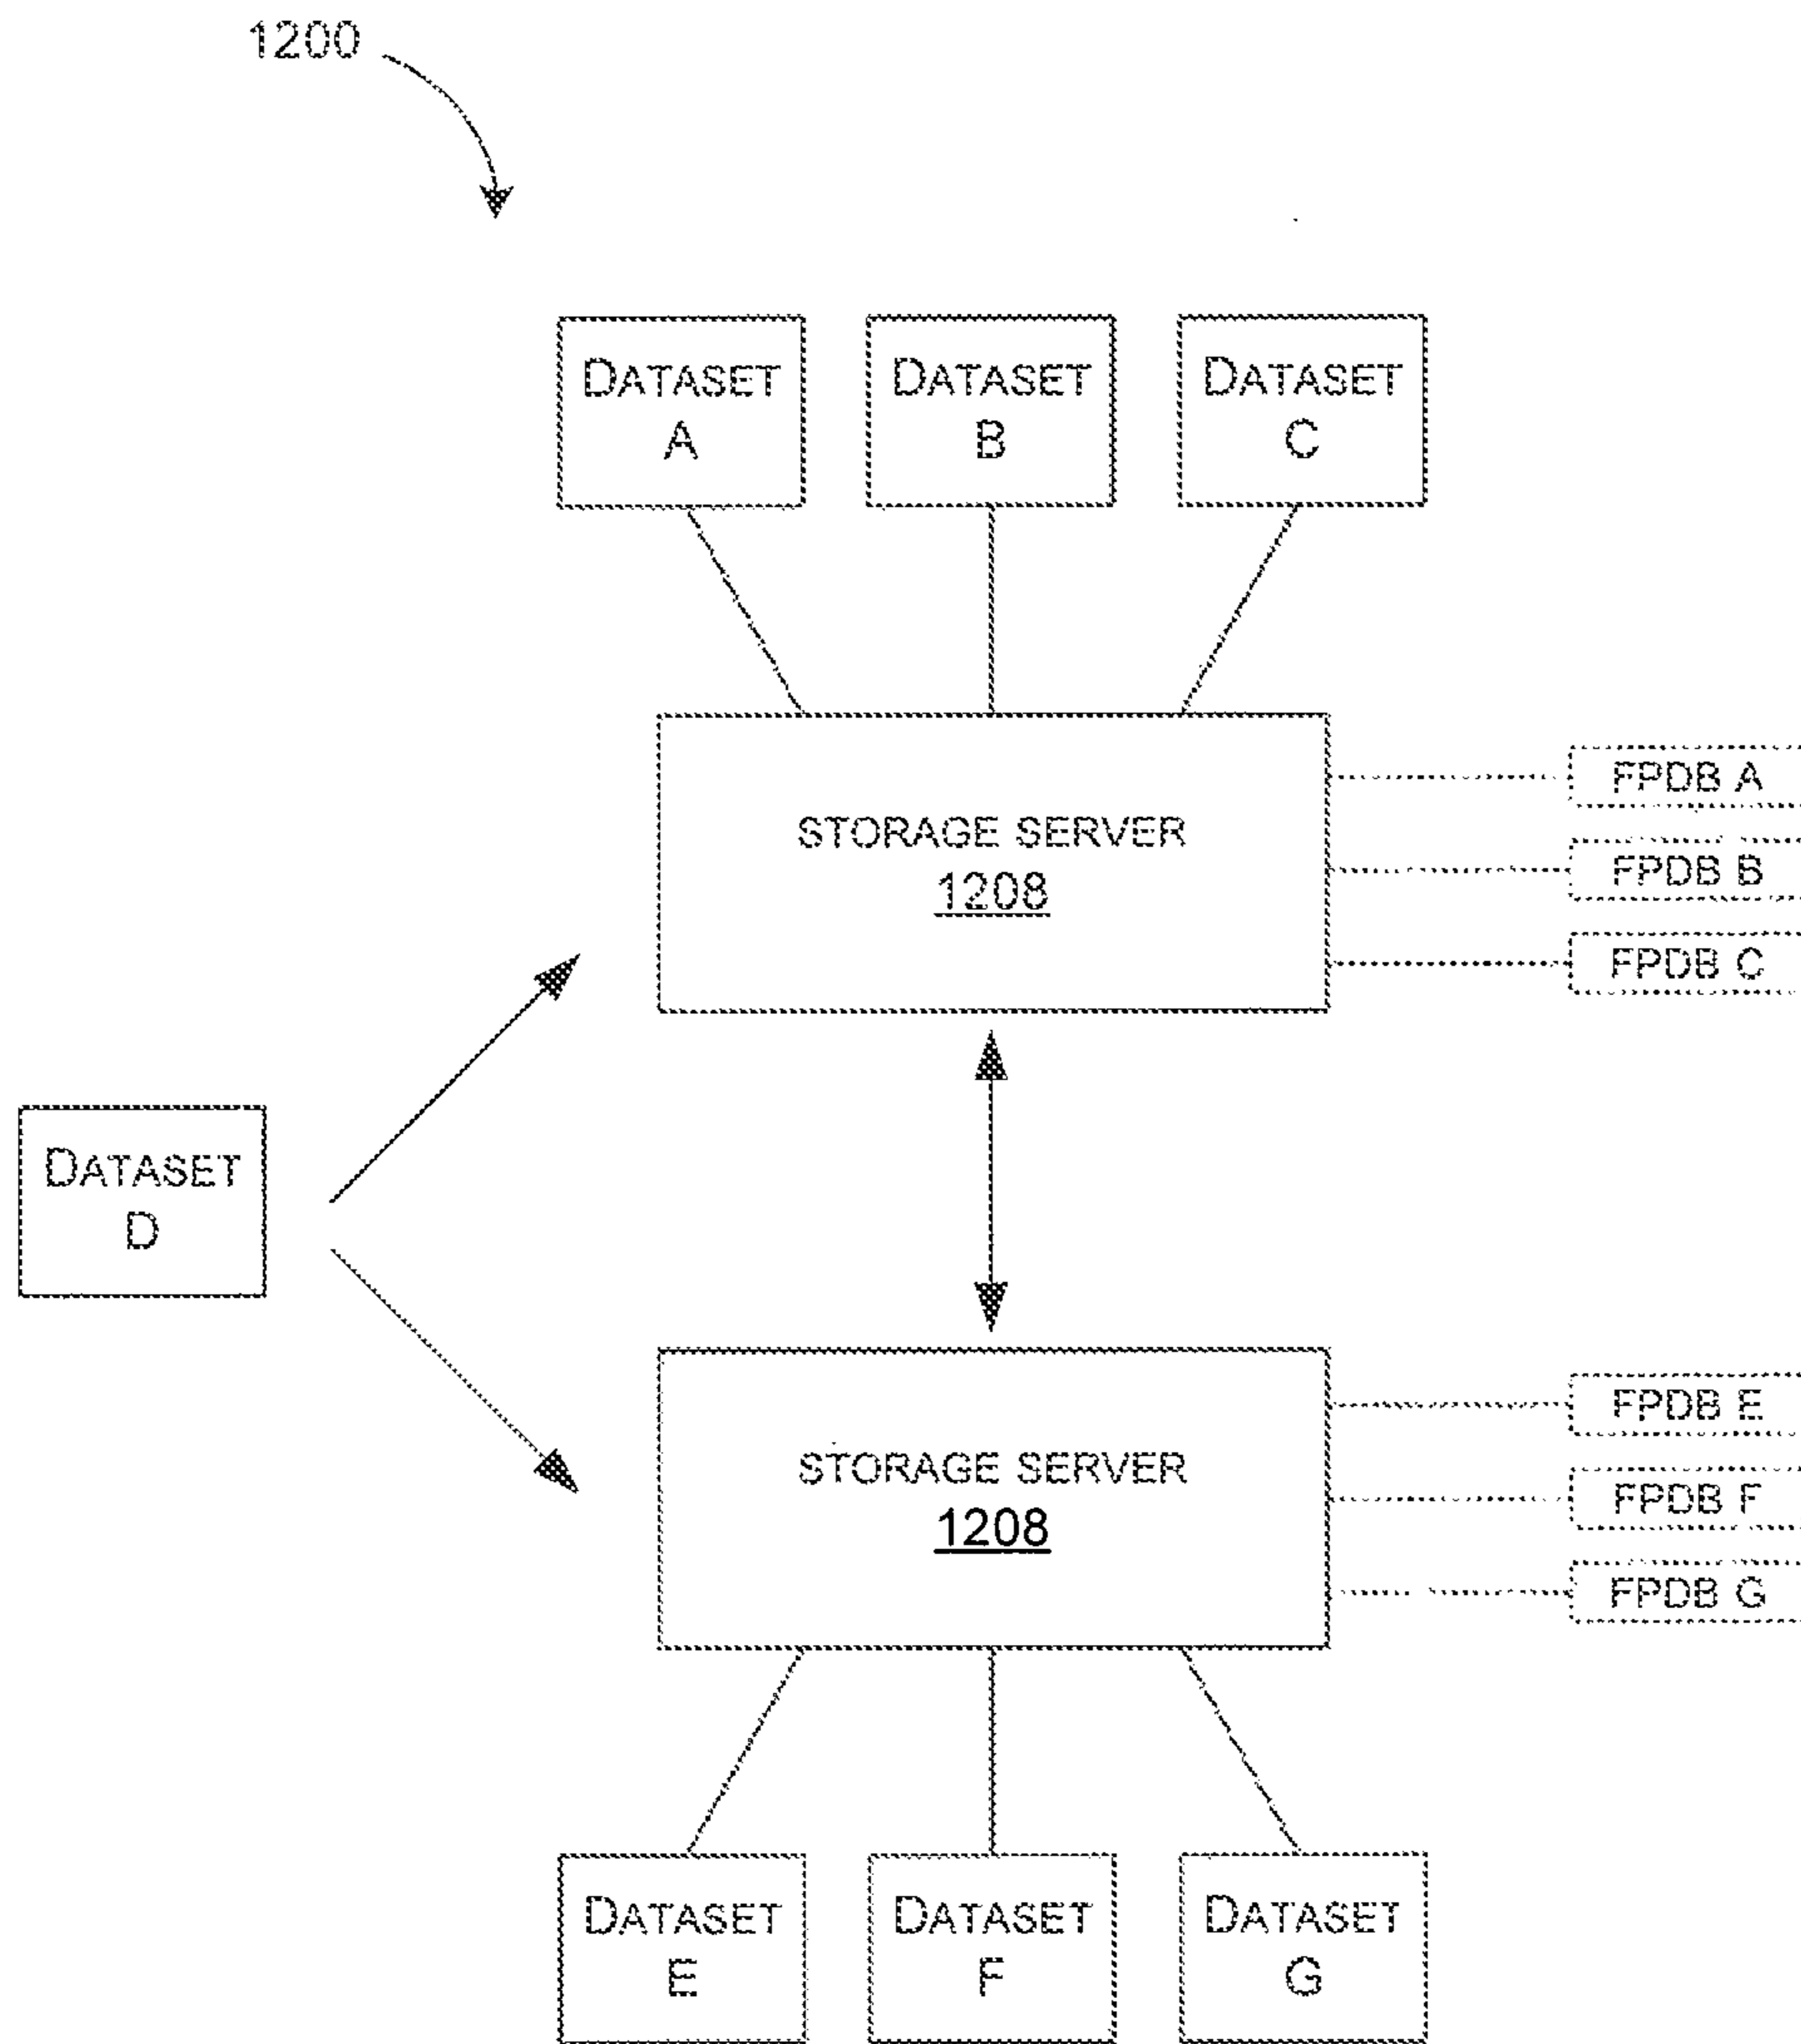 1200
DATASET
A
DATASET
B
DATASET
C
STORAGE SERVER
1208
FPDB A
FPDB B
FPDB C
DATASET
D
STORAGE SERVER
1208
FPDB E
FPDB F
FPDB G
DATASET
E
DATASET
F
DATASET
G